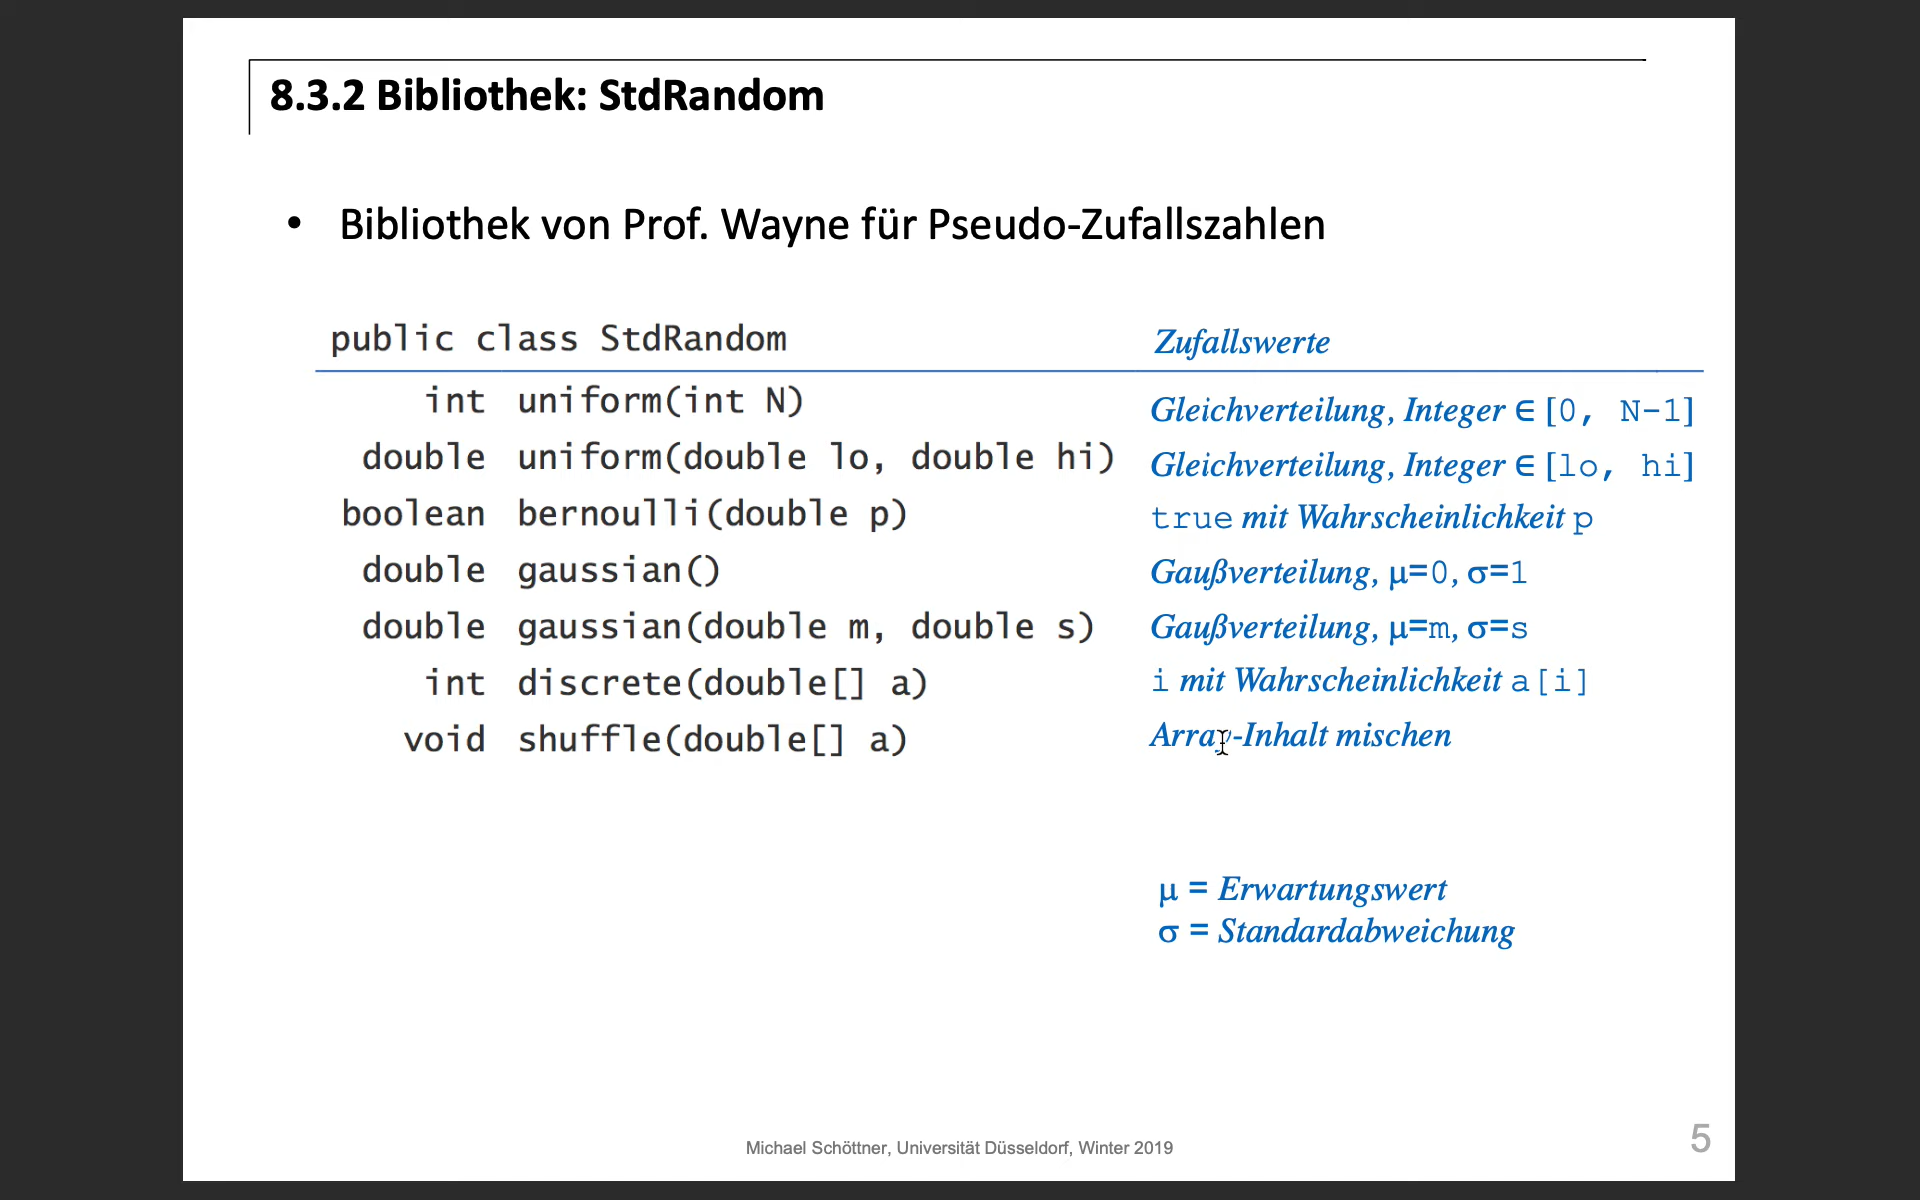 8.3.2 Bibliothek: StdRandom
• Bibliothek von Prof. Wayne für Pseudo-Zufallszahlen
public class StdRandom Zufallswerte
int uniform(int N) Gleichverteilung, Integer ∈ [0, N-1]
double uniform(double lo, double hi) Gleichverteilung, Integer ∈ [lo, hi]
boolean bernoulli(double p) true mit Wahrscheinlichkeit p
double gaussian() Gaußverteilung, μ=0, σ=1
double gaussian(double m, double s) Gaußverteilung, μ=m, σ=s
int discrete(double[] a) i mit Wahrscheinlichkeit a[i]
void shuffle(double[] a) Array-Inhalt mischen
μ = Erwartungswert
σ = Standardabweichung
Michael Schöttner, Universität Düsseldorf, Winter 2019
5